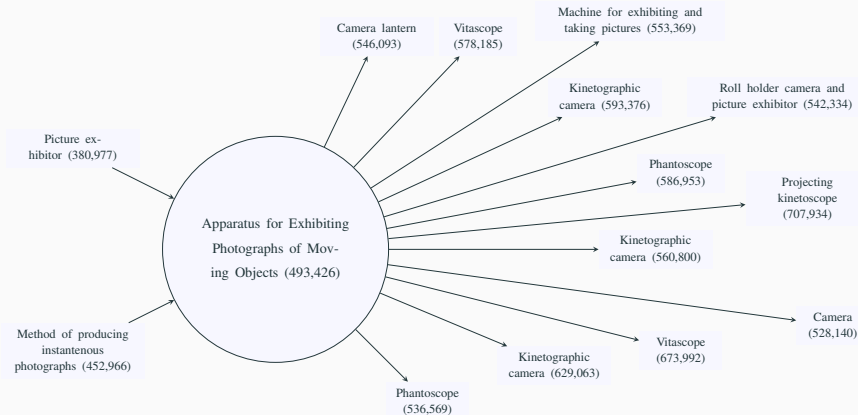 Camera lantern
(546,093)
Vitascope
(578,185)
Machine for exhibiting and
taking pictures (553,369)
Kinetographic
camera (593,376)
Roll holder camera and
picture exhibitor (542,334)
Picture ex-
hibitor (380,977)
Phantoscope
(586,953)
Projecting
kinetoscope
(707,934)
Apparatus for Exhibiting
Photographs of Mov-
ing Objects (493,426)
Kinetographic
camera (560,800)
Camera
(528,140)
Method of producing
instantenous
photographs (452,966)
Vitascope
(673,992)
Kinetographic
camera (629,063)
Phantoscope
(536,569)